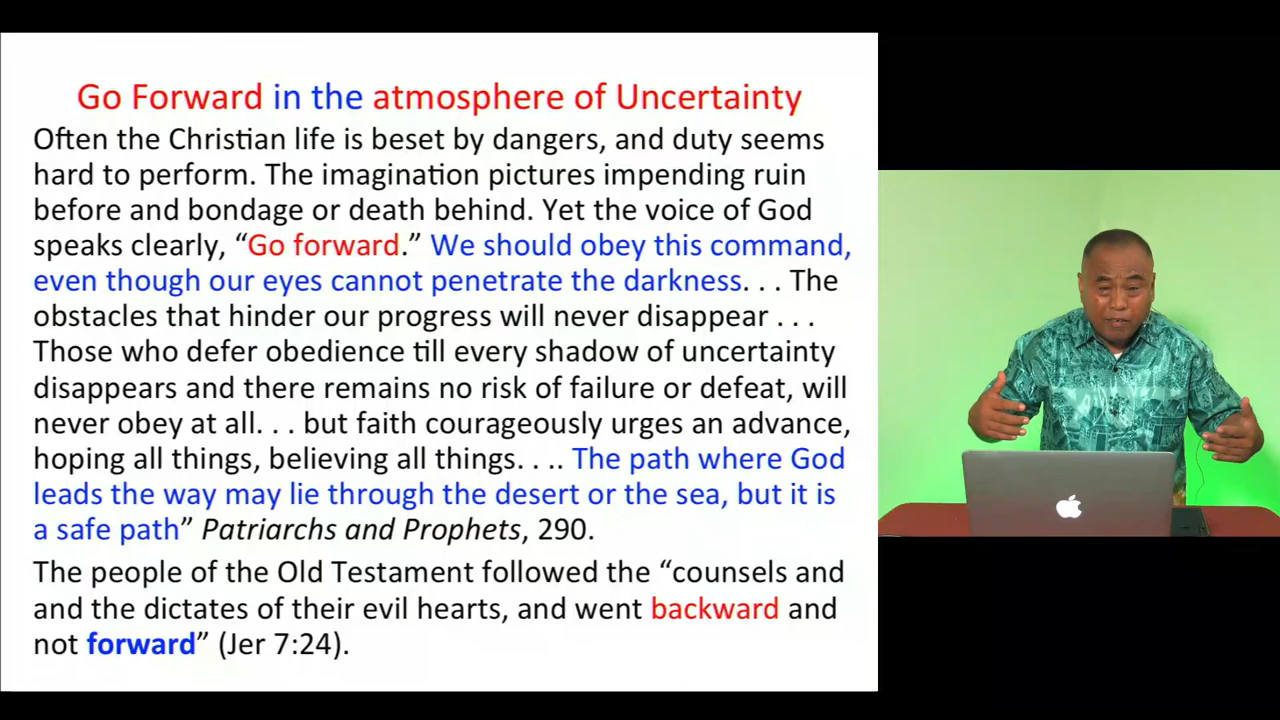 Go Forward in the atmosphere of Uncertainty
Often the Christian life is beset by dangers, and duty seems
hard to perform. The imagination pictures impending ruin
before and bondage or death behind. Yet the voice of God
speaks clearly, “Go forward.” We should obey this command,
even though our eyes cannot penetrate the darkness. . . The
obstacles that hinder our progress will never disappear . . .
Those who defer obedience till every shadow of uncertainty
disappears and there remains no risk of failure or defeat, will
never obey at all. . . but faith courageously urges an advance,
hoping all things, believing all things. . .. The path where God
leads the way may lie through the desert or the sea, but it is
a safe path” Patriarchs and Prophets, 290.
The people of the Old Testament followed the “counsels and
and the dictates of their evil hearts, and went backward and
not forward” (Jer 7:24).